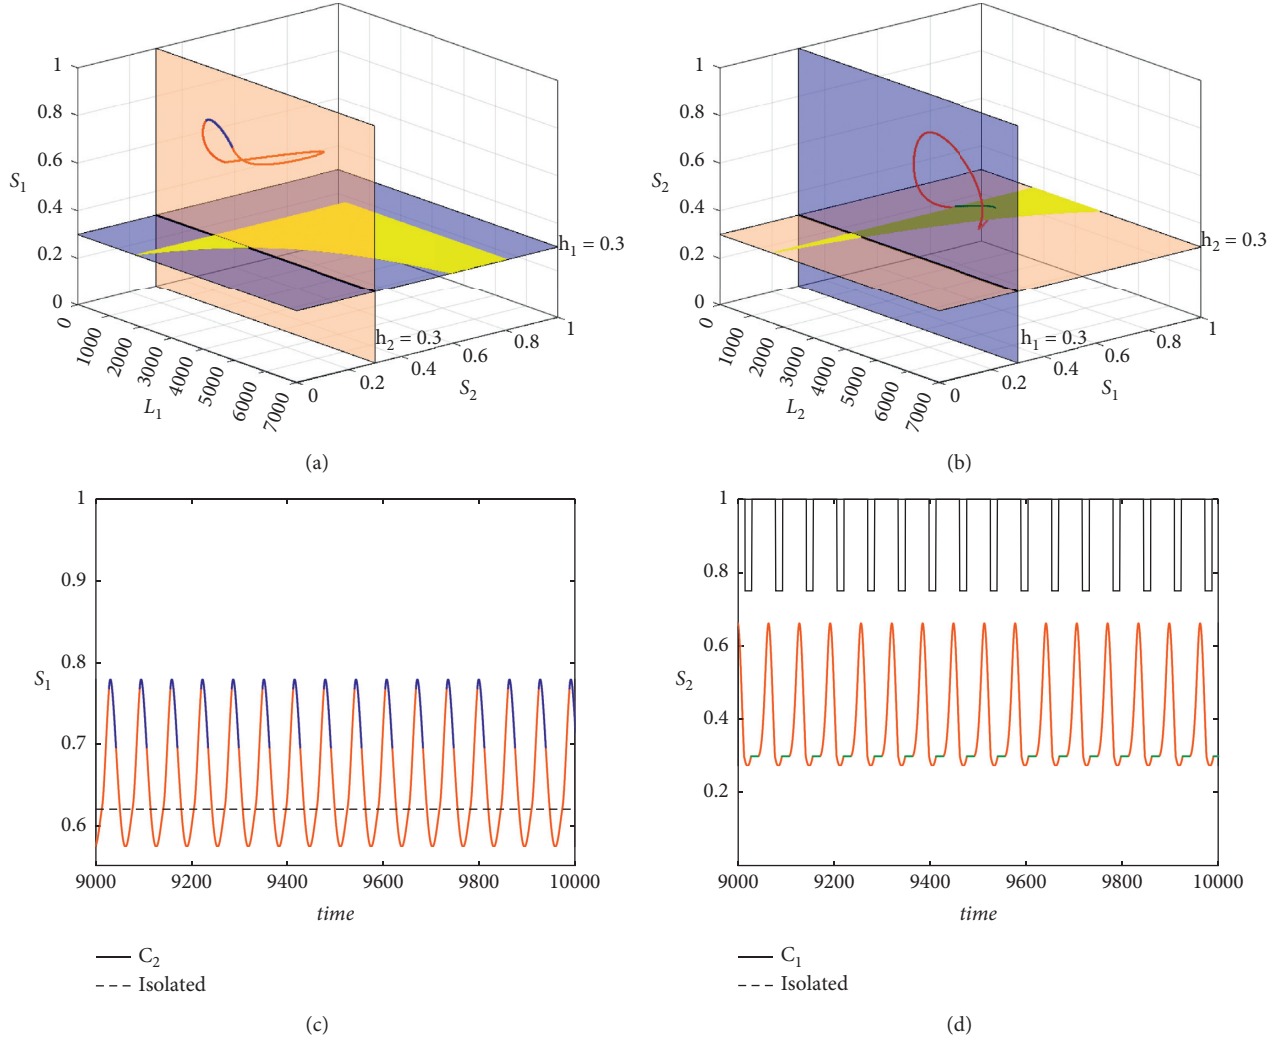 1
0.8
0.6
S1
0.4
0.2
0
h1 = 0.3
h2 = 0.3
0
1000
2000
3000
4000
5000
6000
7000
L1
0
0.2
0.4
0.6
0.8
1
S2
(a)
1
0.8
0.6
S2
0.4
0.2
0
h2 = 0.3
h1 = 0.3
0
1000
2000
3000
4000
5000
6000
7000
L2
0
0.2
0.4
0.6
0.8
1
S1
(b)
1
0.9
0.8
S1
0.7
0.6
9000 9200 9400 9600 9800 10000
time
C2
Isolated
(c)
1
0.8
0.6
S2
0.4
0.2
9000 9200 9400 9600 9800 10000
time
C1
Isolated
(d)